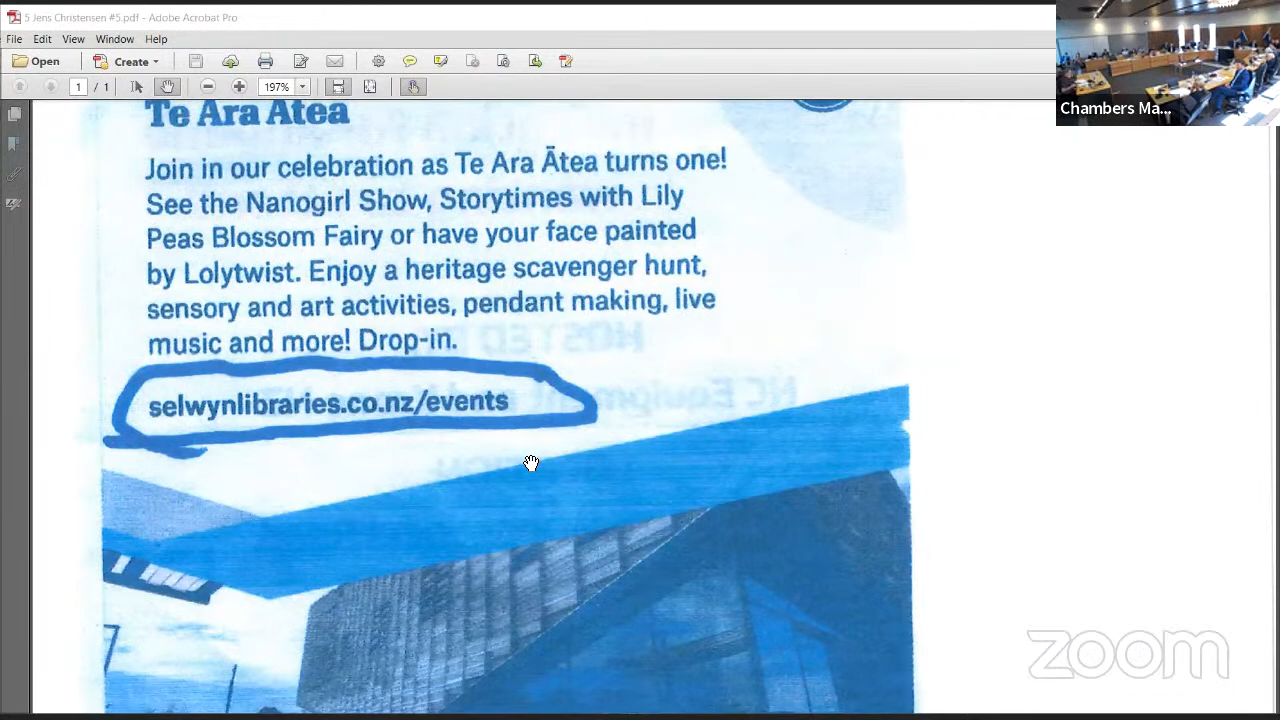 5 Jens Christensen #5.pdf - Adobe Acrobat Pro
File Edit View Window Help
Open Create
1 / 1 197%
Chambers Ma...
Te Ara Ātea
Join in our celebration as Te Ara Ātea turns one!
See the Nanogirl Show, Storytimes with Lily
Peas Blossom Fairy or have your face painted
by Lolytwist. Enjoy a heritage scavenger hunt,
sensory and art activities, pendant making, live
music and more! Drop-in.
selwynlibraries.co.nz/events
zoom